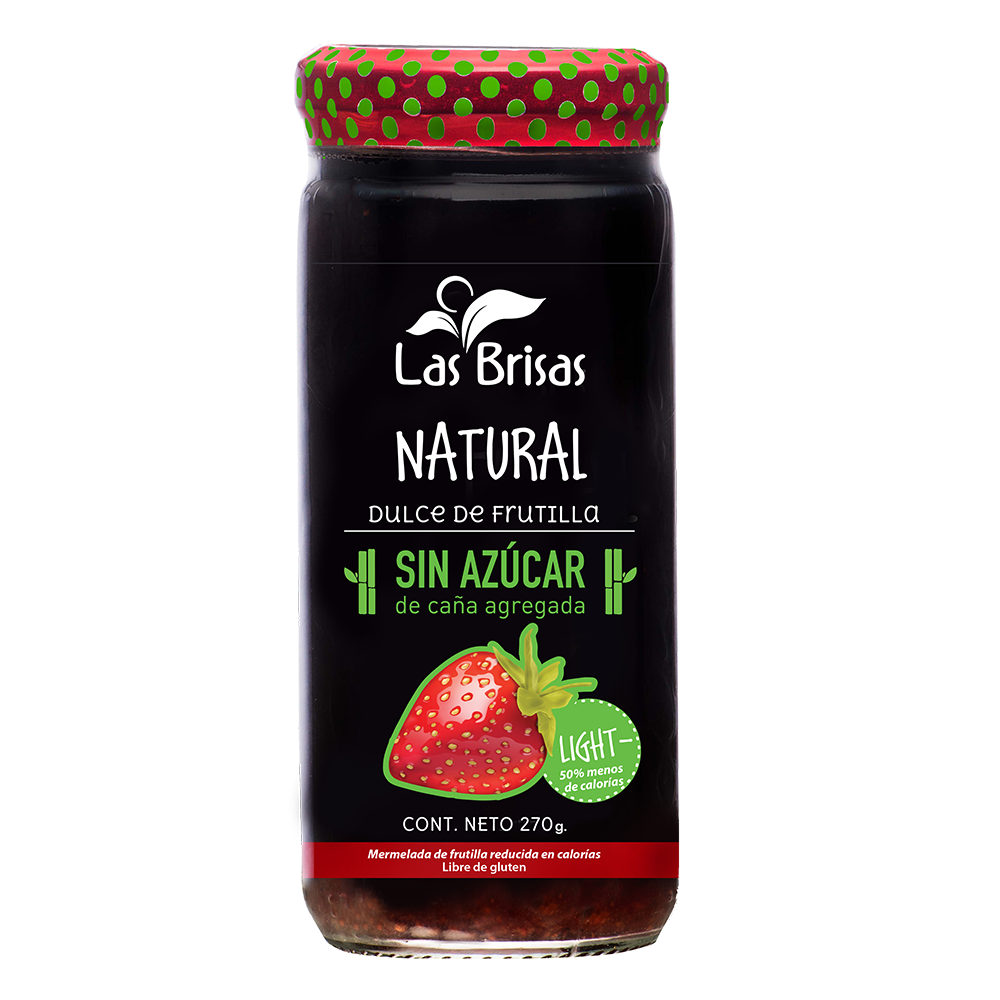 Las Brisas
NATURAL
DULCE DE FRUTILLA
SIN AZÚCAR
de caña agregada
LIGHT-
50% menos
de calorías
CONT. NETO 270g.
Mermelada de frutilla reducida en calorías
Libre de gluten